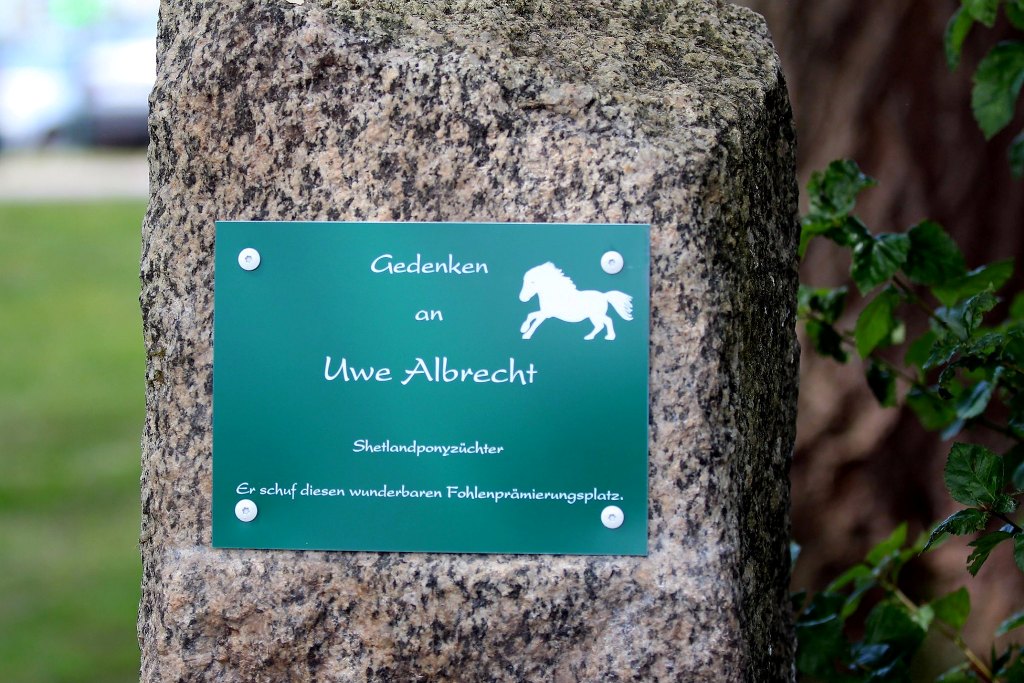 Gedenken
an
Uwe Albrecht
Shetlandponyzüchter
Er schuf diesen wunderbaren Fohlenprämierungsplatz.